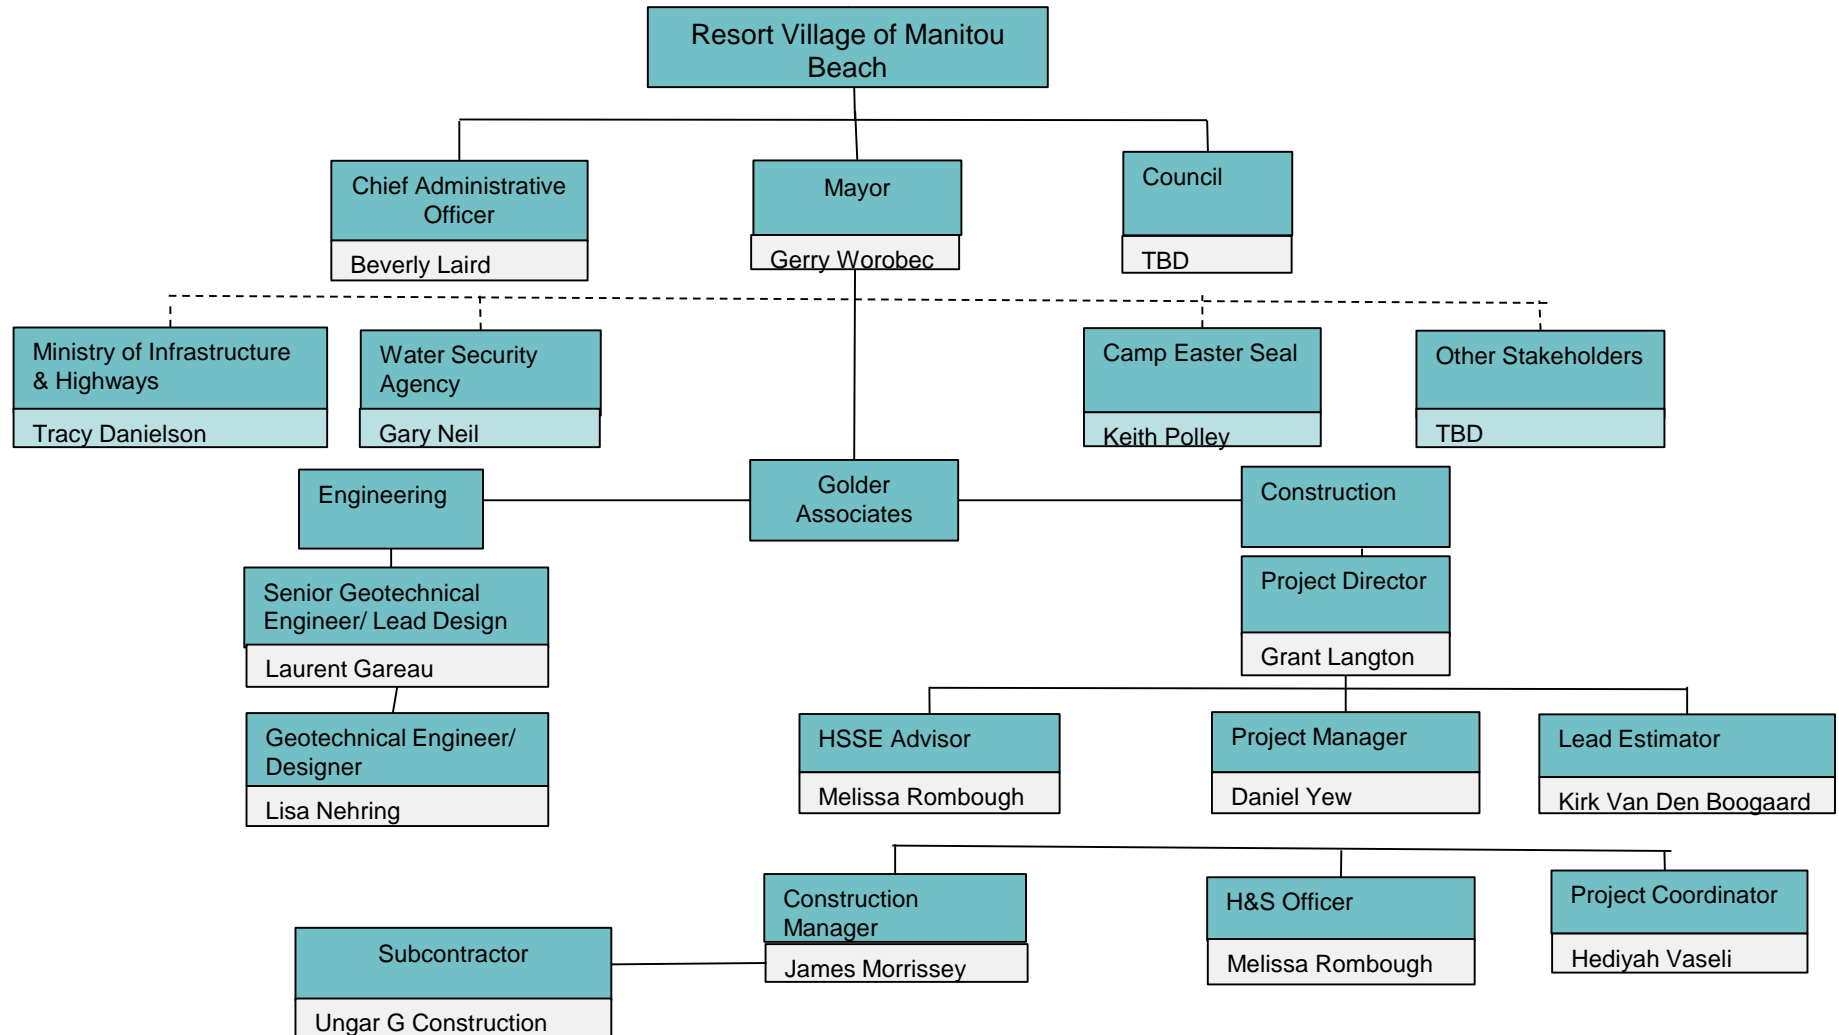 Resort Village of Manitou
Beach
Chief Administrative
Officer
Beverly Laird
Mayor
Gerry Worobec
Council
TBD
Ministry of Infrastructure
& Highways
Tracy Danielson
Water Security
Agency
Gary Neil
Camp Easter Seal
Keith Polley
Other Stakeholders
TBD
Engineering
Golder
Associates
Construction
Senior Geotechnical
Engineer/ Lead Design
Laurent Gareau
Project Director
Grant Langton
Geotechnical Engineer/
Designer
Lisa Nehring
HSSE Advisor
Melissa Rombough
Project Manager
Daniel Yew
Lead Estimator
Kirk Van Den Boogaard
Construction
Manager
James Morrissey
H&S Officer
Melissa Rombough
Project Coordinator
Hediyah Vaseli
Subcontractor
Ungar G Construction